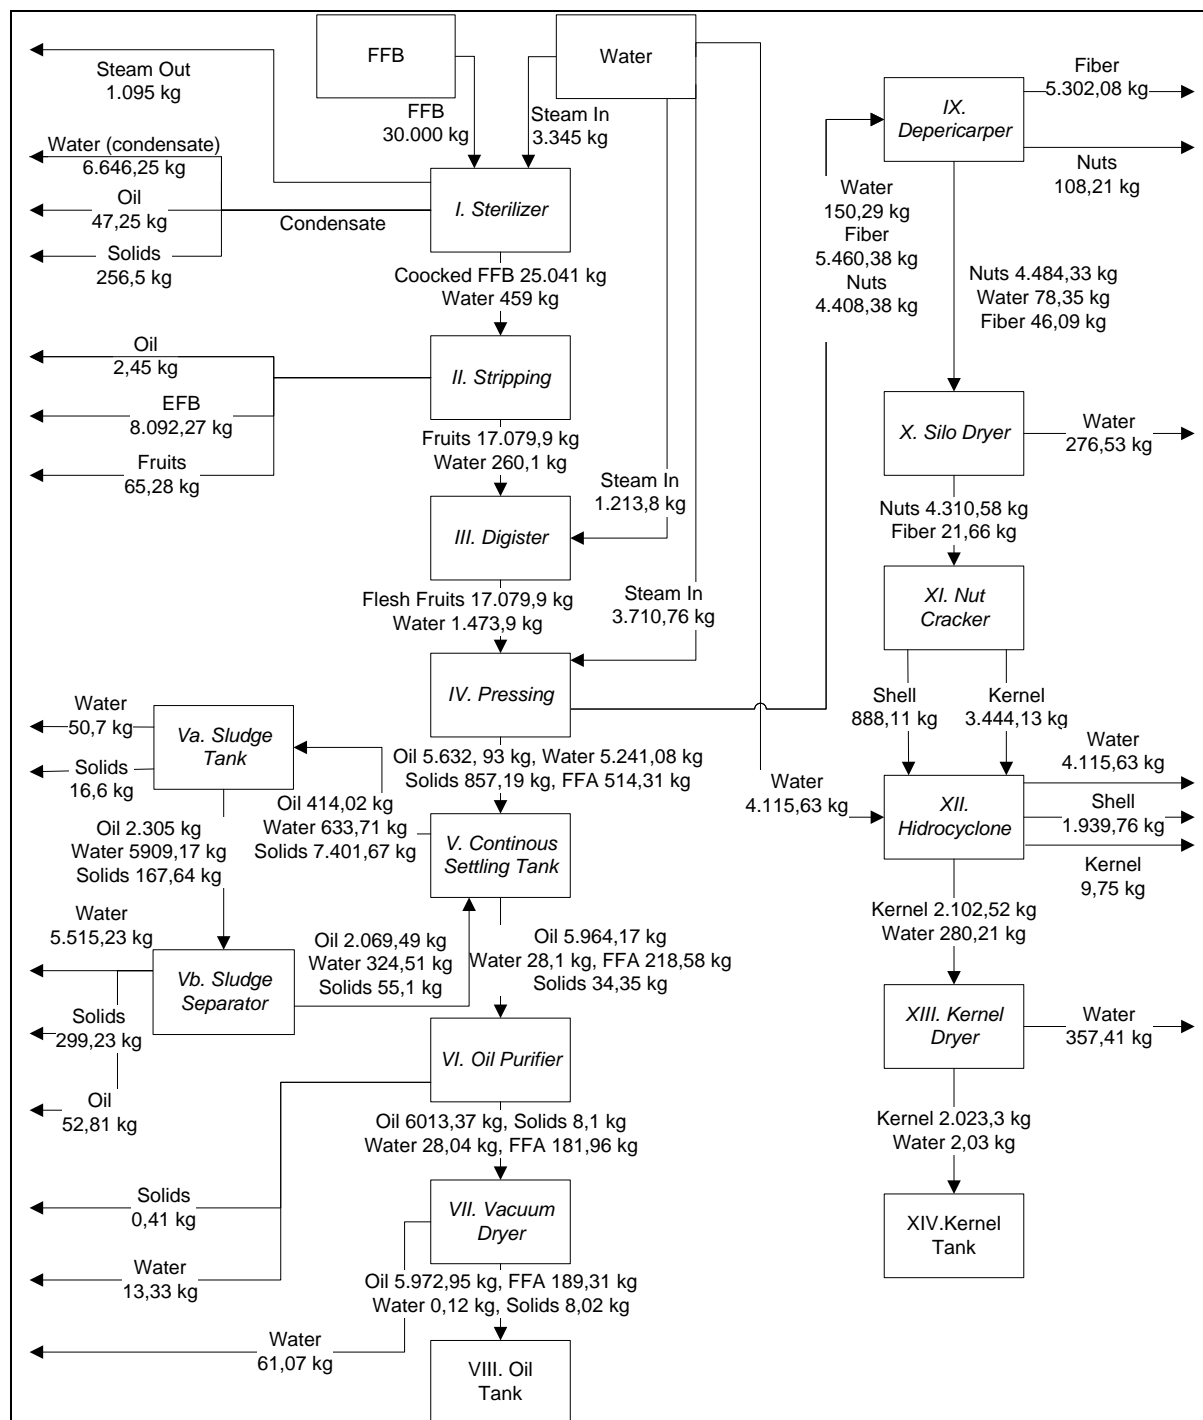 FFB
Water
Steam Out
1.095 kg
FFB
30.000 kg
Steam In
3.345 kg
Water (condensate)
6.646,25 kg
Oil
47,25 kg
Solids
256,5 kg
Condensate
I. Sterilizer
Coocked FFB 25.041 kg
Water 459 kg
Oil
2,45 kg
EFB
8.092,27 kg
Fruits
65,28 kg
II. Stripping
Fruits 17.079,9 kg
Water 260,1 kg
Steam In
1.213,8 kg
III. Digister
Flesh Fruits 17.079,9 kg
Water 1.473,9 kg
Steam In
3.710,76 kg
IV. Pressing
Oil 5.632, 93 kg, Water 5.241,08 kg
Solids 857,19 kg, FFA 514,31 kg
Water
50,7 kg
Solids
16,6 kg
Va. Sludge
Tank
Oil 414,02 kg
Water 633,71 kg
Solids 7.401,67 kg
V. Continous
Settling Tank
Oil 2.305 kg
Water 5909,17 kg
Solids 167,64 kg
Water
5.515,23 kg
Solids
299,23 kg
Oil
52,81 kg
Vb. Sludge
Separator
Oil 2.069,49 kg
Water 324,51 kg
Solids 55,1 kg
Oil 5.964,17 kg
Water 28,1 kg, FFA 218,58 kg
Solids 34,35 kg
VI. Oil Purifier
Oil 6013,37 kg, Solids 8,1 kg
Water 28,04 kg, FFA 181,96 kg
Solids
0,41 kg
Water
13,33 kg
VII. Vacuum
Dryer
Oil 5.972,95 kg, FFA 189,31 kg
Water 0,12 kg, Solids 8,02 kg
Water
61,07 kg
VIII. Oil
Tank
Water
150,29 kg
Fiber
5.460,38 kg
Nuts
4.408,38 kg
IX.
Depericarper
Fiber
5.302,08 kg
Nuts
108,21 kg
Nuts 4.484,33 kg
Water 78,35 kg
Fiber 46,09 kg
X. Silo Dryer
Water
276,53 kg
Nuts 4.310,58 kg
Fiber 21,66 kg
XI. Nut
Cracker
Shell
888,11 kg
Kernel
3.444,13 kg
Water
4.115,63 kg
XII.
Hidrocyclone
Water
4.115,63 kg
Shell
1.939,76 kg
Kernel
9,75 kg
Kernel 2.102,52 kg
Water 280,21 kg
XIII. Kernel
Dryer
Water
357,41 kg
Kernel 2.023,3 kg
Water 2,03 kg
XIV.Kernel
Tank